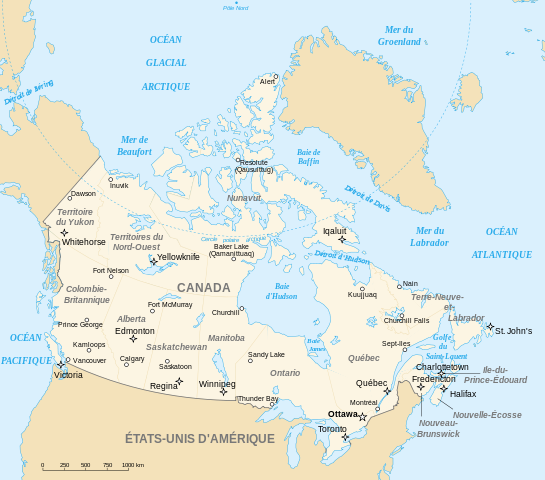 Pôle Nord
OCÉAN
GLACIAL
ARCTIQUE
Mer du
Groenland
Détroit de Béring
Alert
Mer de
Beaufort
Baie de
Baffin
Resolute
(Qausuittuq)
Inuvik
Dawson
Nunavut
Détroit de Davis
Territoire
du Yukon
Whitehorse
Territoires du
Nord-Ouest
Cercle polaire arctique
Iqaluit
Mer du
Labrador
OCÉAN
ATLANTIQUE
Baker Lake
(Qamanittuaq)
Yellowknife
Détroit d'Hudson
Fort Nelson
Colombie-
Britannique
CANADA
Baie
d'Hudson
Kuujjuaq
Nain
Terre-Neuve-
et-
Labrador
Fort McMurray
Churchill
Churchill Falls
Prince George
Alberta
Edmonton
Manitoba
St. John's
OCÉAN
PACIFIQUE
Kamloops
Saskatchewan
Baie
James
Sept-Iles
Golfe
du
Saint-Laurent
Vancouver
Calgary
Saskatoon
Sandy Lake
Québec
Charlottetown
Ile-du-
Prince-Édouard
Victoria
Regina
Winnipeg
Ontario
Québec
Fredericton
Halifax
Thunder Bay
Montréal
Ottawa
Nouvelle-Écosse
Toronto
Nouveau-
Brunswick
ÉTATS-UNIS D'AMÉRIQUE
0 250 500 750 1000 km